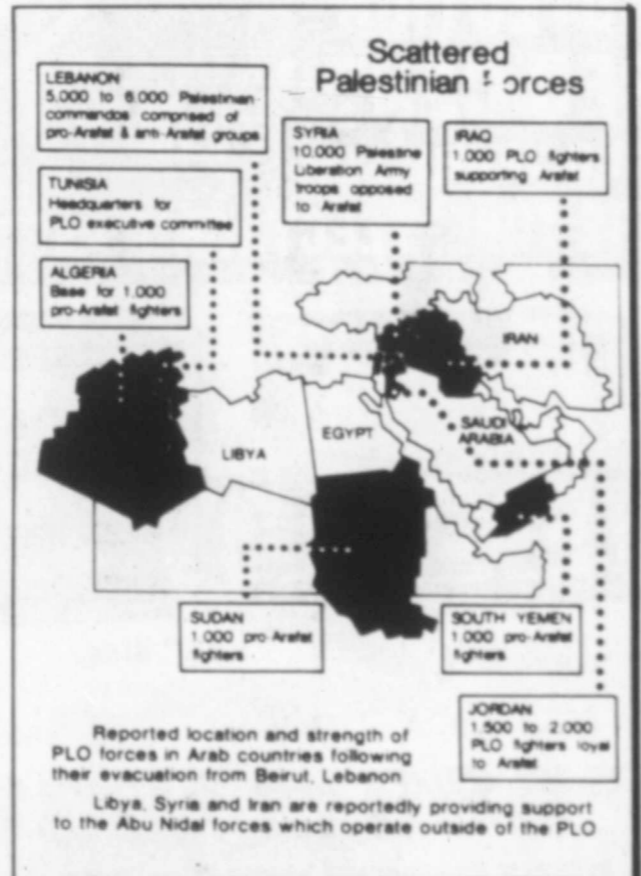 Scattered
Palestinian Forces
LEBANON
5,000 to 6,000 Palestinian
commandos comprised of
pro-Arafat & anti-Arafat groups
TUNISIA
Headquarters for
PLO executive committee
ALGERIA
Base for 1,000
pro-Arafat fighters
SYRIA
10,000 Palestine
Liberation Army
troops opposed
to Arafat
IRAQ
1,000 PLO fighters
supporting Arafat
IRAN
SAUDI
ARABIA
EGYPT
LIBYA
SUDAN
1,000 pro-Arafat
fighters
SOUTH YEMEN
1,000 pro-Arafat
fighters
JORDAN
1,500 to 2,000
PLO fighters loyal
to Arafat
Reported location and strength of
PLO forces in Arab countries following
their evacuation from Beirut, Lebanon
Libya, Syria and Iran are reportedly providing support
to the Abu Nidal forces which operate outside of the PLO